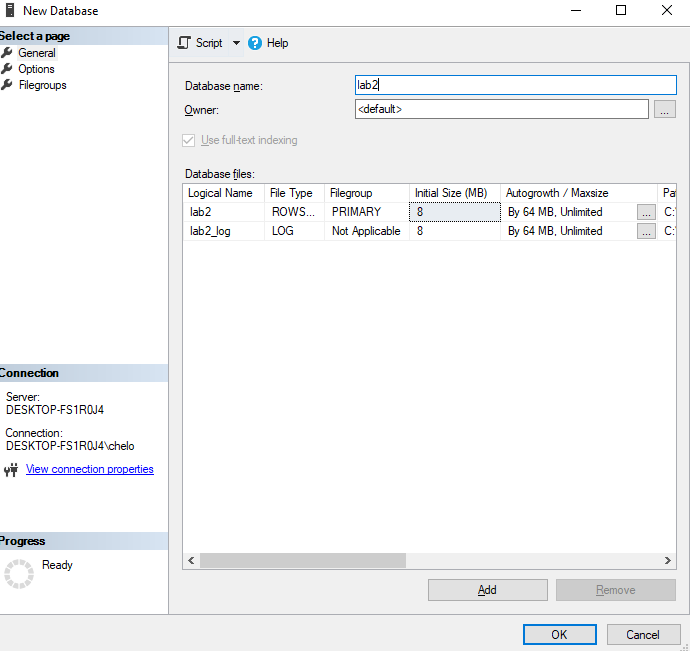 New Database
Select a page
General
Options
Filegroups
Script Help
Database name: lab2
Owner: <default> ...
Use full-text indexing
Database files:
Logical Name File Type Filegroup Initial Size (MB) Autogrowth / Maxsize Pa
lab2 ROWS... PRIMARY 8 By 64 MB, Unlimited ... C:\
lab2_log LOG Not Applicable 8 By 64 MB, Unlimited ... C:\
Connection
Server:
DESKTOP-FS1R0J4
Connection:
DESKTOP-FS1R0J4\chelo
View connection properties
Progress
Ready
Add Remove
OK Cancel